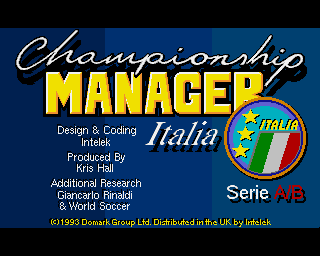 Championship
MANAGER
Italia
Design & Coding
Intelek
Produced By
Kris Hall
Additional Research
Giancarlo Rinaldi
& World Soccer
ITALIA
Serie A/B
©1993 Domark Group Ltd. Distributed in the UK by Intelek